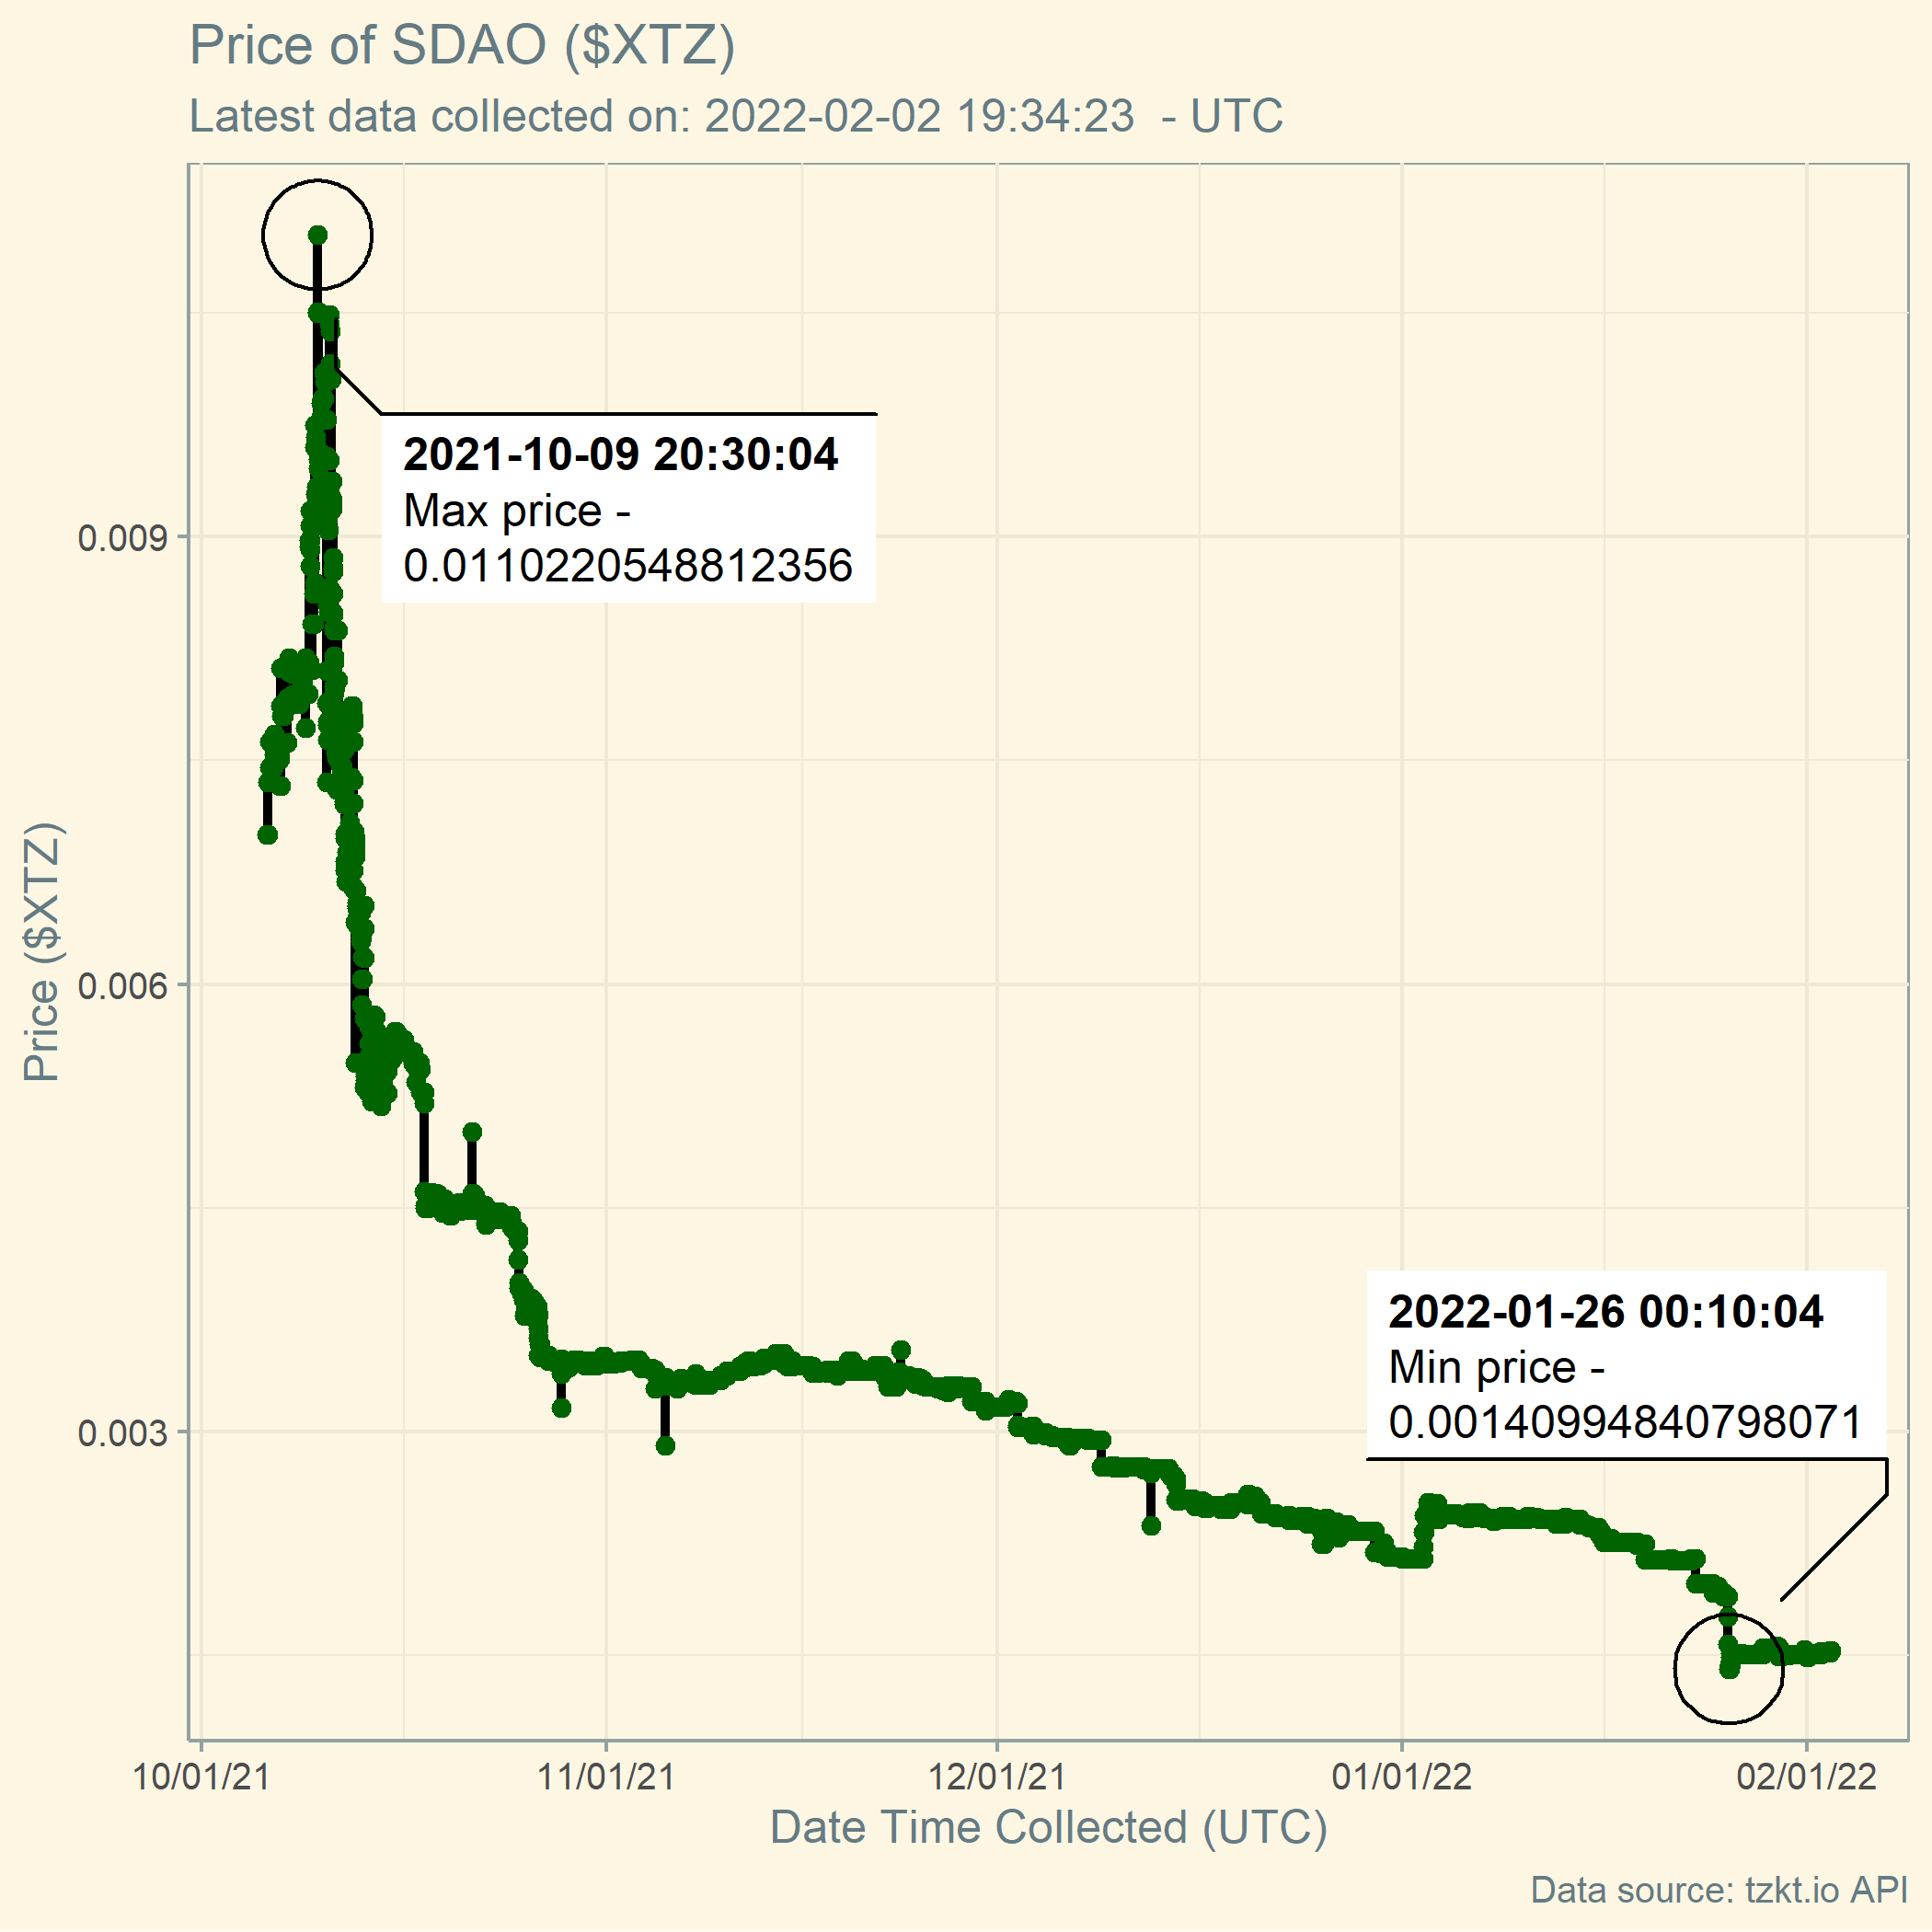 Price of SDAO ($XTZ)
Latest data collected on: 2022-02-02 19:34:23  - UTC
2021-10-09 20:30:04
Max price -
0.0110220548812356
0.009
0.006
0.003
Price ($XTZ)
2022-01-26 00:10:04
Min price -
0.00140994840798071
10/01/21
11/01/21
12/01/21
01/01/22
02/01/22
Date Time Collected (UTC)
Data source: tzkt.io API